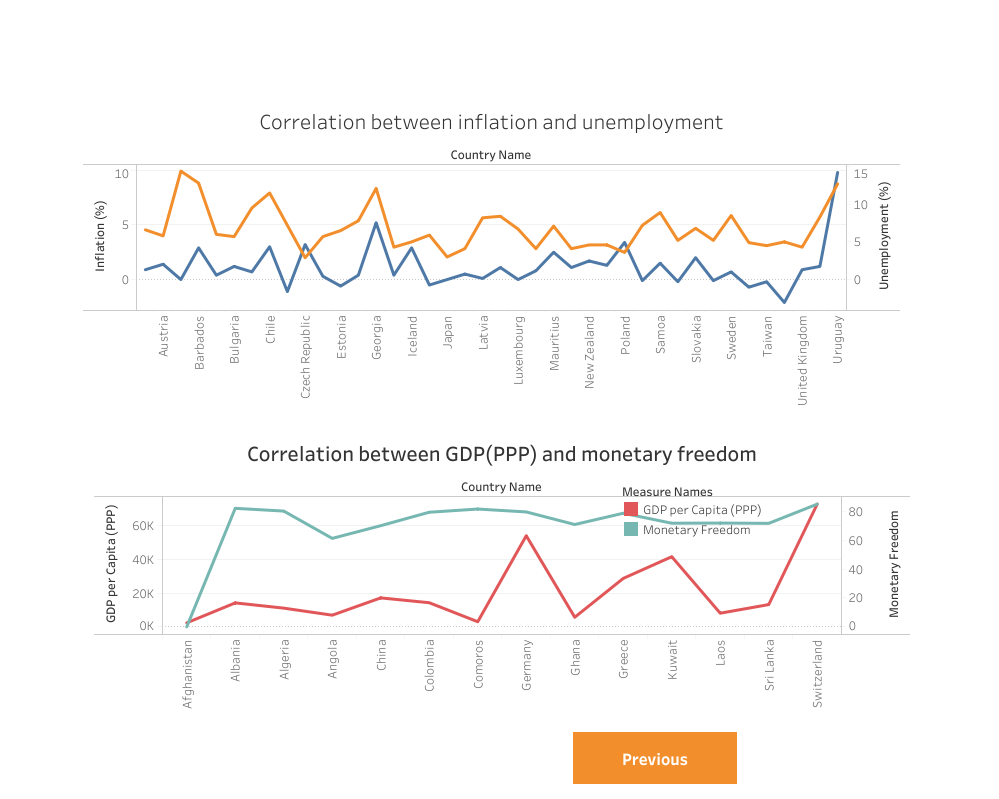 Correlation between inflation and unemployment
Country Name
Inflation (%)
10
5
0
15
10
5
0
Unemployment (%)
Austria
Barbados
Bulgaria
Chile
Czech Republic
Estonia
Georgia
Iceland
Japan
Latvia
Luxembourg
Mauritius
New Zealand
Poland
Samoa
Slovakia
Sweden
Taiwan
United Kingdom
Uruguay
Correlation between GDP(PPP) and monetary freedom
Country Name
Measure Names
GDP per Capita (PPP)
Monetary Freedom
GDP per Capita (PPP)
60K
40K
20K
0K
80
60
40
20
0
Monetary Freedom
Afghanistan
Albania
Algeria
Angola
China
Colombia
Comoros
Germany
Ghana
Greece
Kuwait
Laos
Sri Lanka
Switzerland
Previous